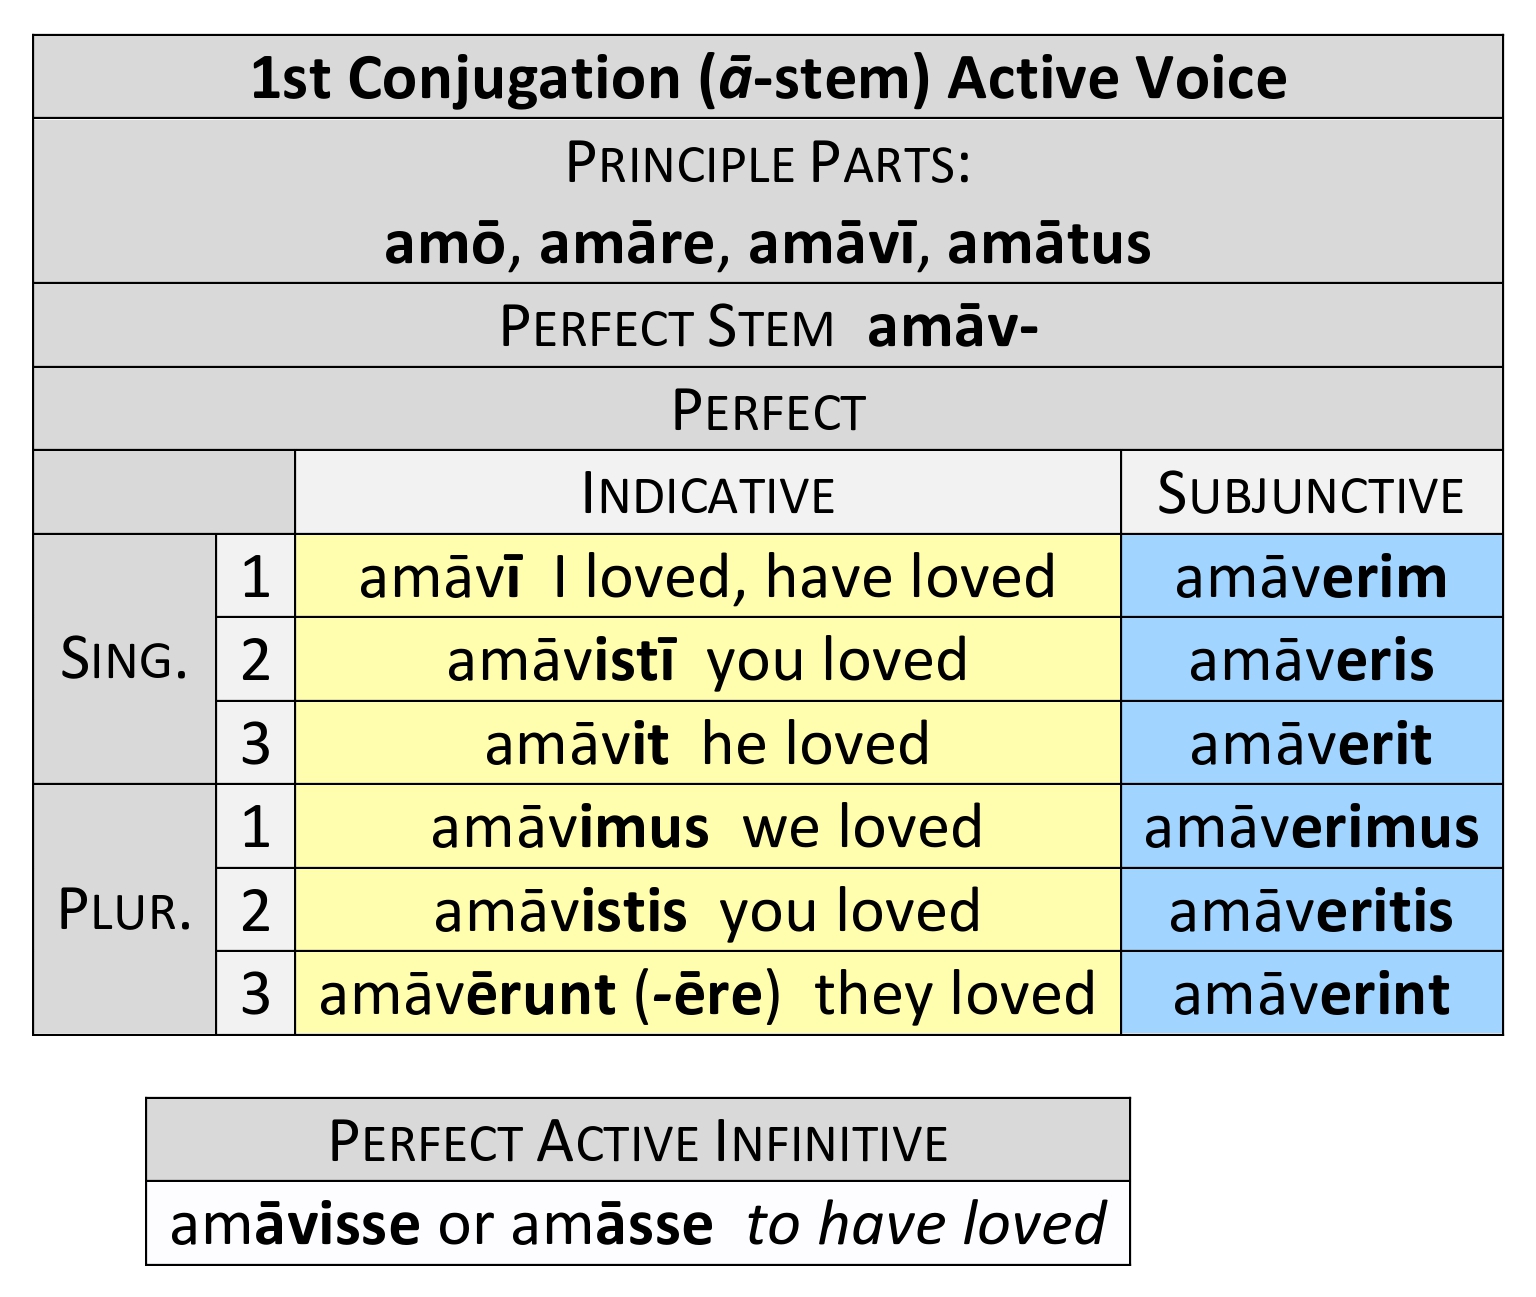 1st Conjugation (ā-stem) Active Voice
PRINCIPLE PARTS:
amō, amāre, amāvī, amātus
PERFECT STEM amāv-
PERFECT
INDICATIVE SUBJUNCTIVE
SING.
1 amāvī I loved, have loved amāverim
2 amāvistī you loved amāveris
3 amāvit he loved amāverit
PLUR.
1 amāvimus we loved amāverimus
2 amāvistis you loved amāveritis
3 amāvērunt (-ēre) they loved amāverint
PERFECT ACTIVE INFINITIVE
amāvisse or amāsse to have loved